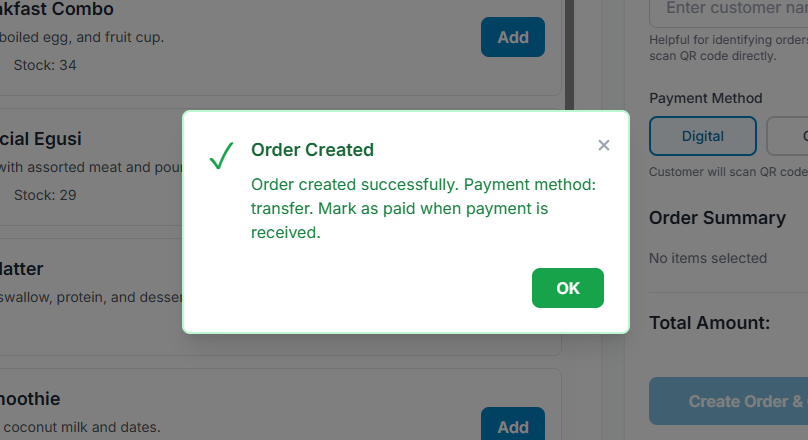 kfast Combo
boiled egg, and fruit cup.
Stock: 34
Add
cial Egusi
with assorted meat and pou
Stock: 29
latter
swallow, protein, and desser
noothie
coconut milk and dates.
Add
Order Created
Order created successfully. Payment method:
transfer. Mark as paid when payment is
received.
OK
Enter customer nar
Helpful for identifying orders
scan QR code directly.
Payment Method
Digital
Customer will scan QR code
Order Summary
No items selected
Total Amount:
Create Order &